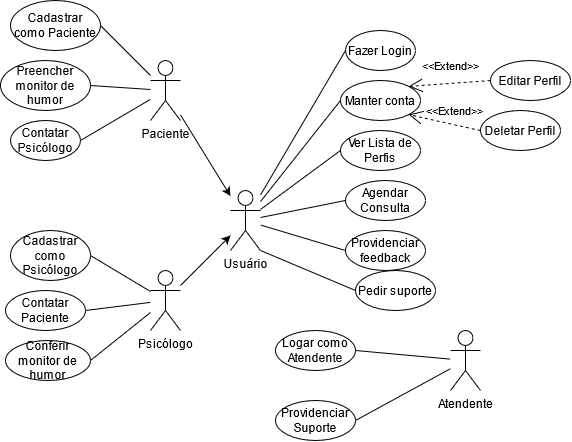 Cadastrar
como Paciente
Preencher
monitor de
humor
Contatar
Psicólogo
Paciente
Fazer Login
Manter conta
<<Extend>>
Editar Perfil
<<Extend>>
Deletar Perfil
Ver Lista de
Perfis
Agendar
Consulta
Providenciar
feedback
Pedir suporte
Usuário
Cadastrar
como
Psicólogo
Contatar
Paciente
Conferir
monitor de
humor
Psicólogo
Logar como
Atendente
Providenciar
Suporte
Atendente